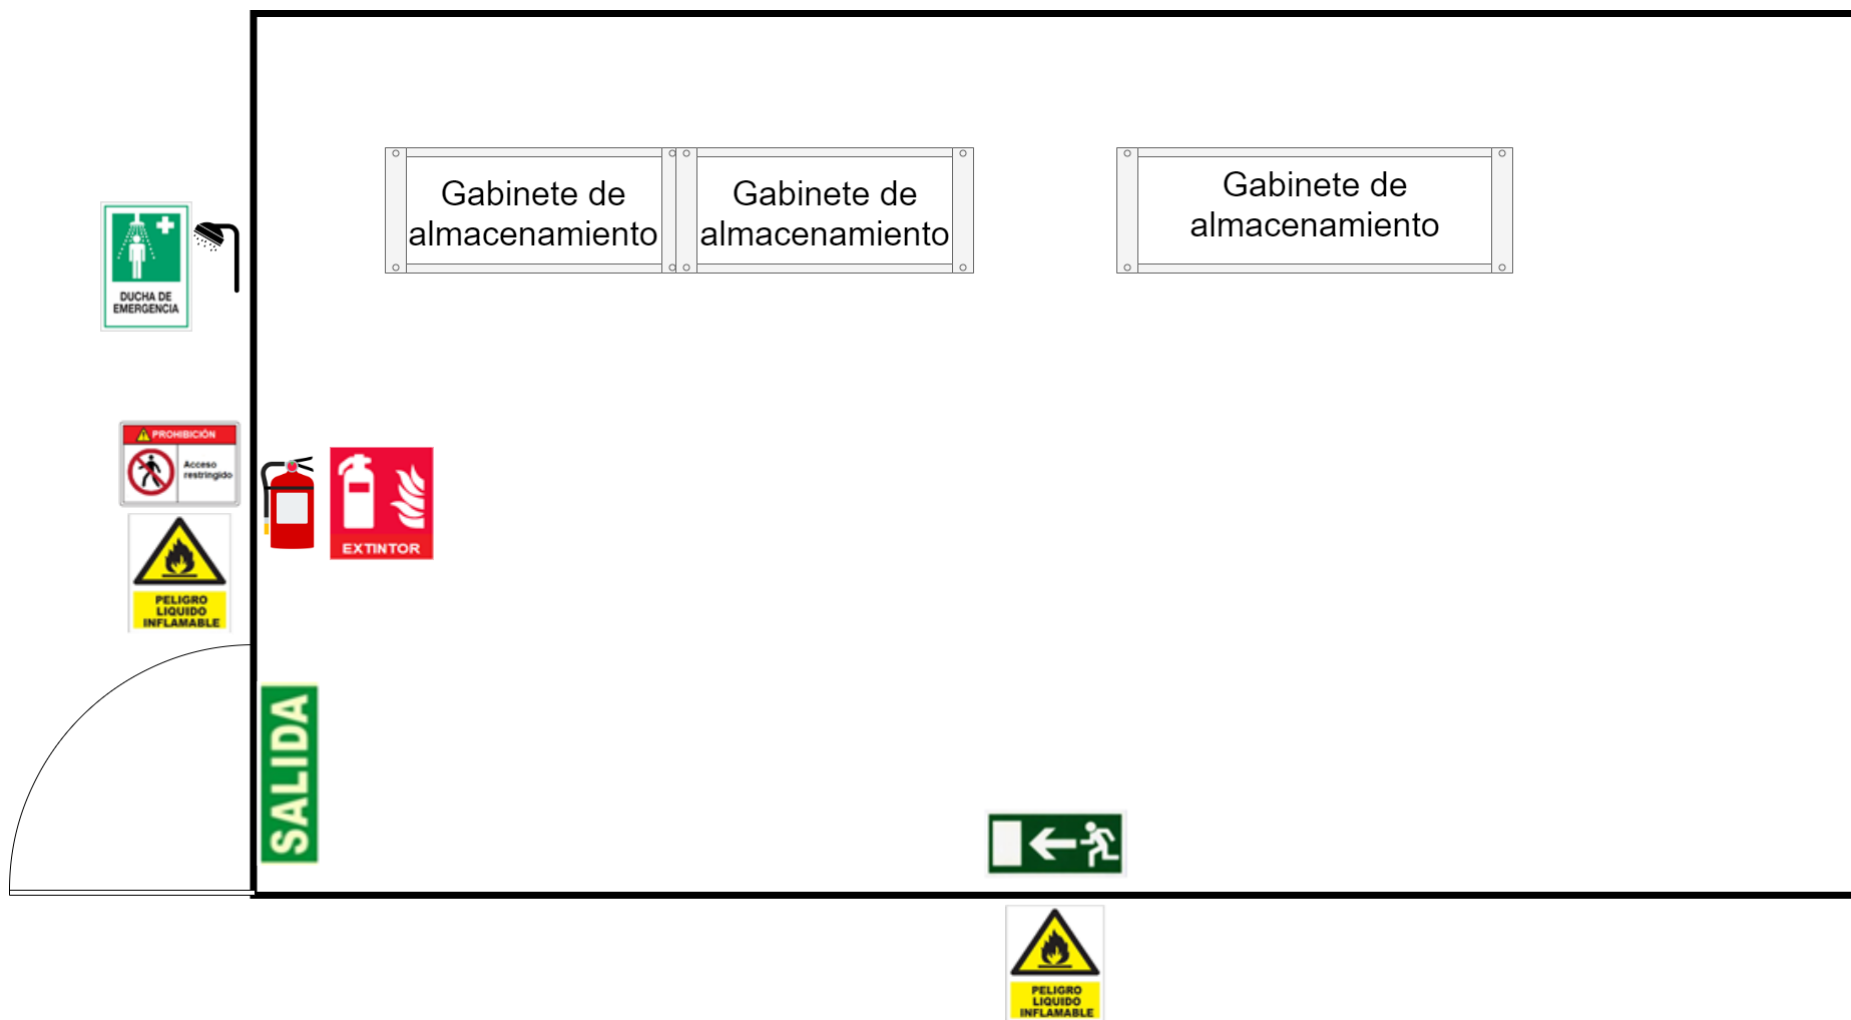 Gabinete de
almacenamiento
Gabinete de
almacenamiento
Gabinete de
almacenamiento
DUCHA DE
EMERGENCIA
PROHIBICIÓN
Acceso
restringido
EXTINTOR
PELIGRO
LIQUIDO
INFLAMABLE
SALIDA
PELIGRO
LIQUIDO
INFLAMABLE